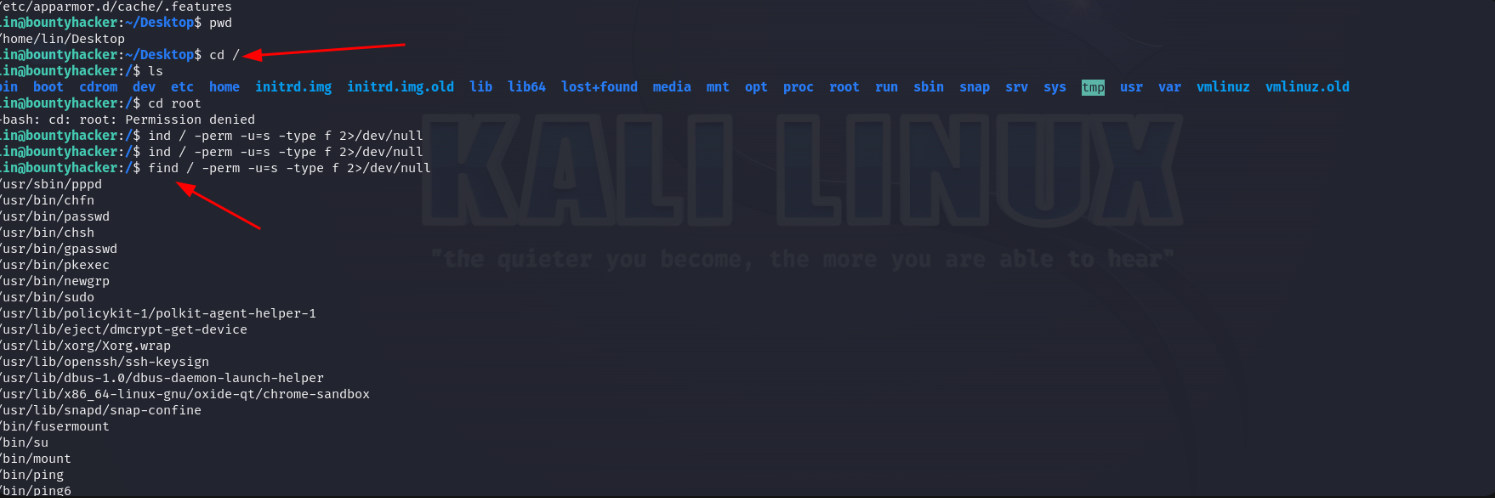 /etc/apparmor.d/cache/.features
lin@bountyhacker:~/Desktop$ pwd
/home/lin/Desktop
lin@bountyhacker:~/Desktop$ cd /
lin@bountyhacker:/$ ls
bin boot cdrom dev etc home initrd.img initrd.img.old lib lib64 lost+found media mnt opt proc root run sbin snap srv sys tmp usr var vmlinuz vmlinuz.old
lin@bountyhacker:/$ cd root
-bash: cd: root: Permission denied
lin@bountyhacker:/$ ind / -perm -u=s -type f 2>/dev/null
lin@bountyhacker:/$ ind / -perm -u=s -type f 2>/dev/null
lin@bountyhacker:/$ find / -perm -u=s -type f 2>/dev/null
/usr/sbin/pppd
/usr/bin/chfn
/usr/bin/passwd
/usr/bin/chsh
/usr/bin/gpasswd
/usr/bin/pkexec
/usr/bin/newgrp
/usr/bin/sudo
/usr/lib/policykit-1/polkit-agent-helper-1
/usr/lib/eject/dmcrypt-get-device
/usr/lib/xorg/Xorg.wrap
/usr/lib/openssh/ssh-keysign
/usr/lib/dbus-1.0/dbus-daemon-launch-helper
/usr/lib/x86_64-linux-gnu/oxide-qt/chrome-sandbox
/usr/lib/snapd/snap-confine
/bin/fusermount
/bin/su
/bin/mount
/bin/ping
/bin/ping6
KALI LINUX
"the quieter you become, the more you are able to hear"